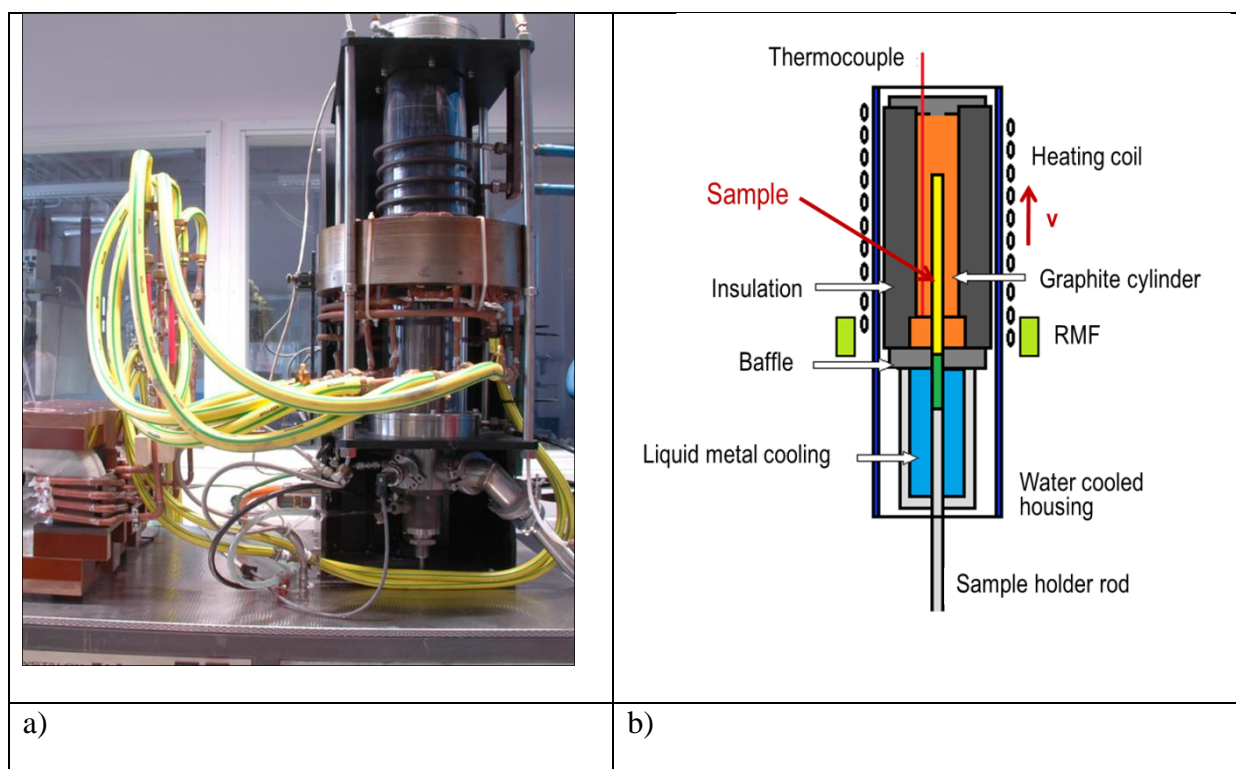 Thermocouple
Heating coil
Sample
v
Insulation
Graphite cylinder
RMF
Baffle
Liquid metal cooling
Water cooled
housing
Sample holder rod
a)
b)